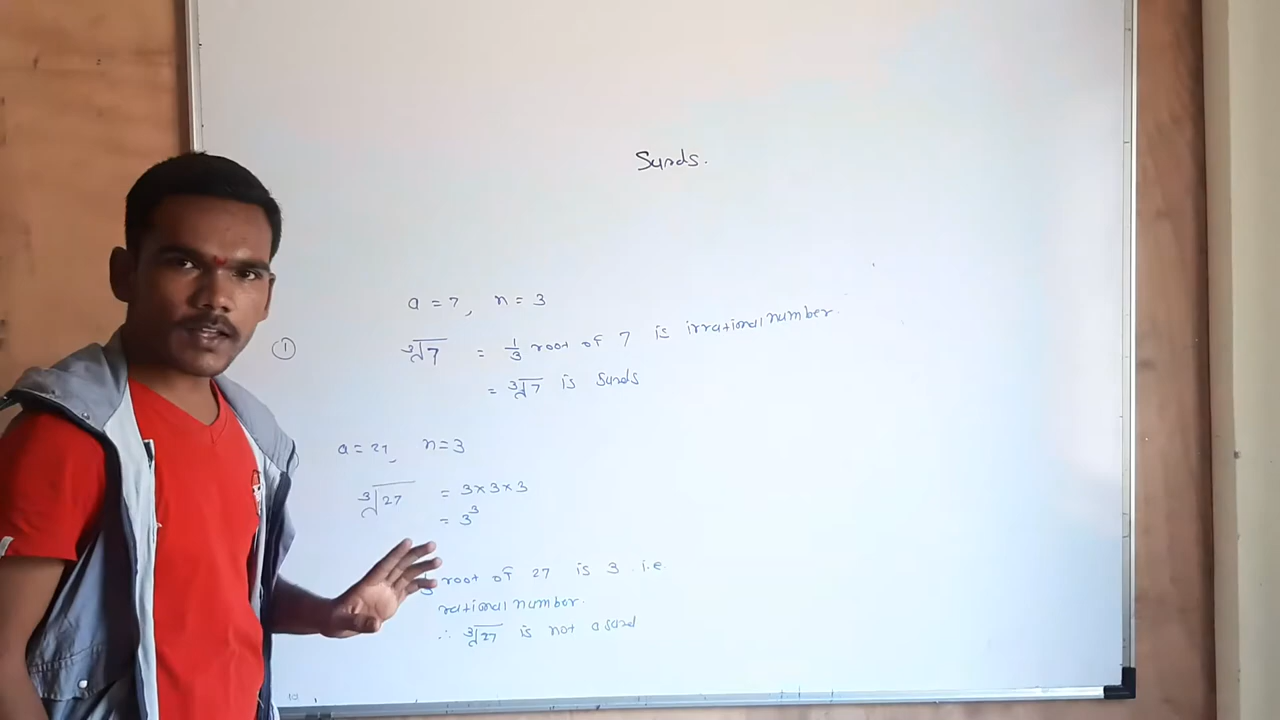 Surds.
a = 7, n = 3
① ∛7 = 1/3 root of 7 is irrational number.
= ∛7 is surds
a = 27, n = 3
∛27 = 3 × 3 × 3
= 3³
root of 27 is 3 i.e.
rational number.
∴ ∛27 is not a surd